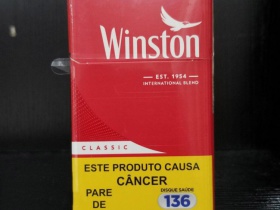 Winston
EST. 1954
INTERNATIONAL BLEND
CLASSIC
ESTE PRODUTO CAUSA
CÂNCER
PARE
DE
DISQUE SAÚDE
136